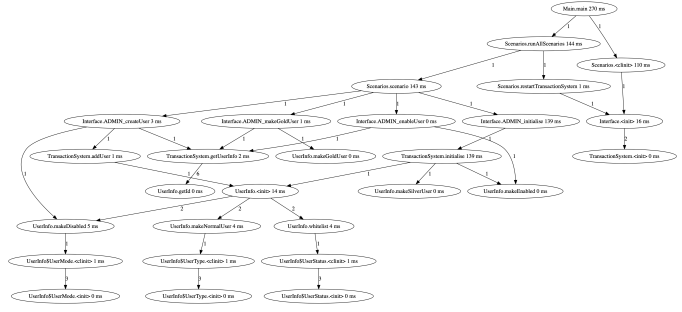 Main.main 270 ms
1
1
Scenarios.runAllScenarios 144 ms
Scenarios.<clinit> 110 ms
1
1
1
Scenarios.scenario 143 ms
Scenarios.restartTransactionSystem 1 ms
1
1
1
1
1
Interface.ADMIN_createUser 3 ms
Interface.ADMIN_makeGoldUser 1 ms
Interface.ADMIN_enableUser 0 ms
Interface.ADMIN_initialise 139 ms
Interface.<init> 16 ms
1
1
1
1
1
1
2
TransactionSystem.addUser 1 ms
TransactionSystem.getUserInfo 2 ms
UserInfo.makeGoldUser 0 ms
TransactionSystem.initialise 139 ms
TransactionSystem.<init> 0 ms
1
1
6
1
1
1
1
UserInfo.getId 0 ms
UserInfo.<init> 14 ms
UserInfo.makeSilverUser 0 ms
UserInfo.makeEnabled 0 ms
2
2
2
UserInfo.makeDisabled 5 ms
UserInfo.makeNormalUser 4 ms
UserInfo.whitelist 4 ms
1
1
1
UserInfo$UserMode.<clinit> 1 ms
UserInfo$UserType.<clinit> 1 ms
UserInfo$UserStatus.<clinit> 1 ms
3
3
3
UserInfo$UserMode.<init> 0 ms
UserInfo$UserType.<init> 0 ms
UserInfo$UserStatus.<init> 0 ms